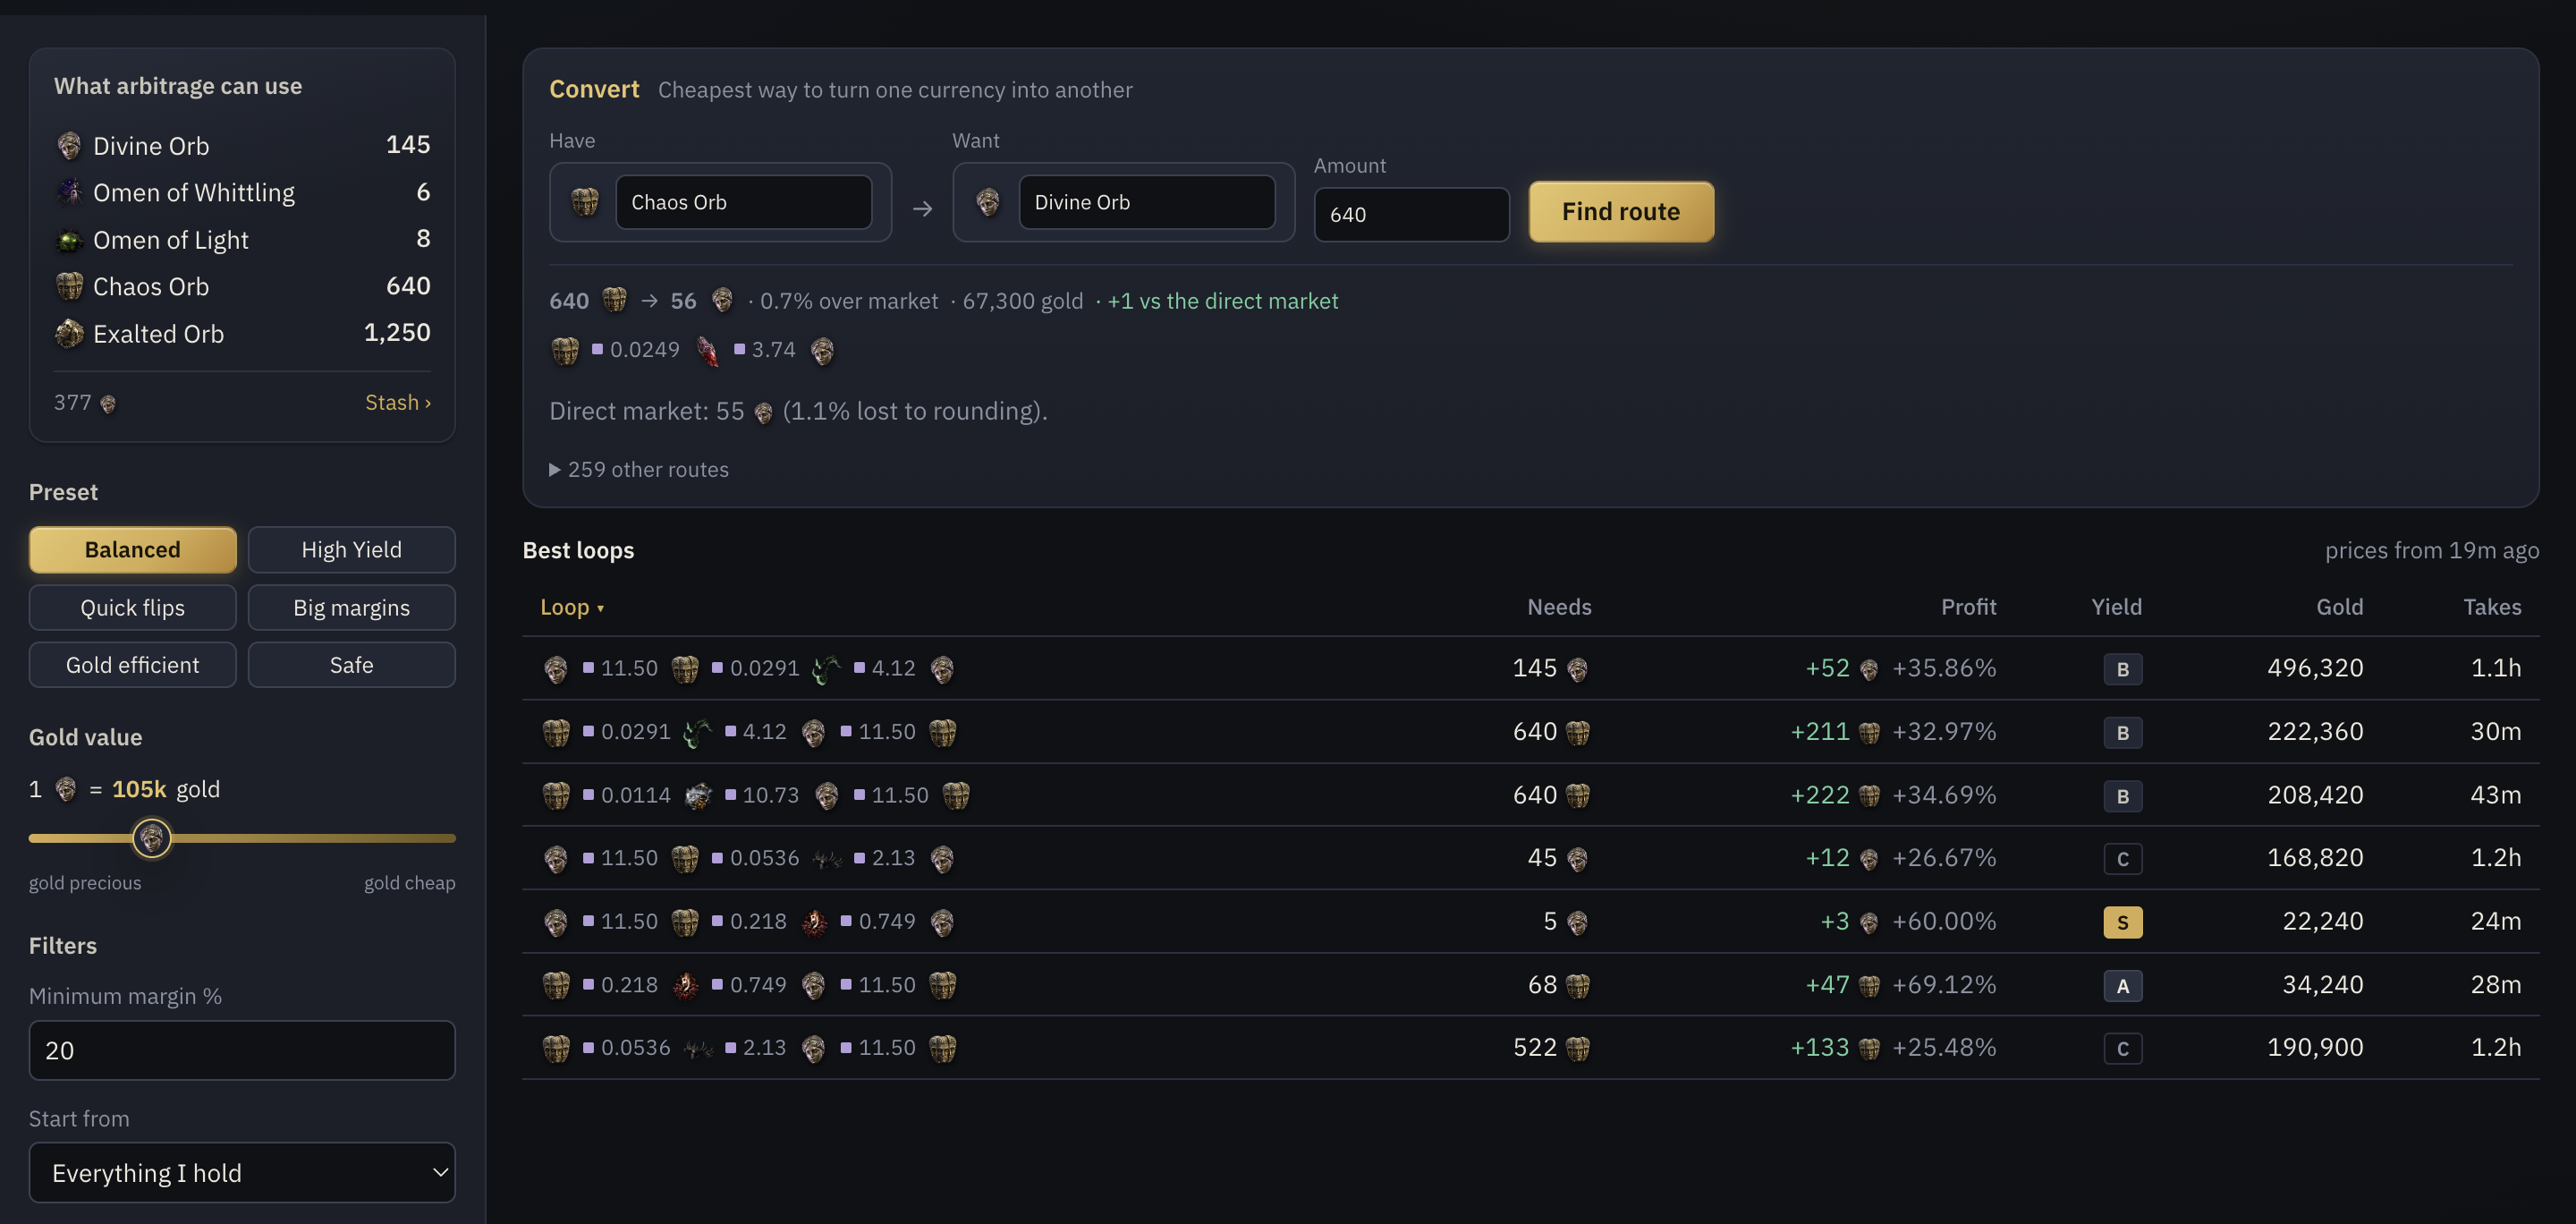 What arbitrage can use
Divine Orb 145
Omen of Whittling 6
Omen of Light 8
Chaos Orb 640
Exalted Orb 1,250
377 Stash ›
Preset
Balanced High Yield
Quick flips Big margins
Gold efficient Safe
Gold value
1 = 105k gold
gold precious gold cheap
Filters
Minimum margin %
20
Start from
Everything I hold
Convert Cheapest way to turn one currency into another
Have Want Amount
Chaos Orb → Divine Orb 640 Find route
640 → 56 · 0.7% over market · 67,300 gold · +1 vs the direct market
0.0249 3.74
Direct market: 55 (1.1% lost to rounding).
▶ 259 other routes
Best loops prices from 19m ago
Loop ▾ Needs Profit Yield Gold Takes
11.50 0.0291 4.12 145 +52 +35.86% B 496,320 1.1h
0.0291 4.12 11.50 640 +211 +32.97% B 222,360 30m
0.0114 10.73 11.50 640 +222 +34.69% B 208,420 43m
11.50 0.0536 2.13 45 +12 +26.67% C 168,820 1.2h
11.50 0.218 0.749 5 +3 +60.00% S 22,240 24m
0.218 0.749 11.50 68 +47 +69.12% A 34,240 28m
0.0536 2.13 11.50 522 +133 +25.48% C 190,900 1.2h